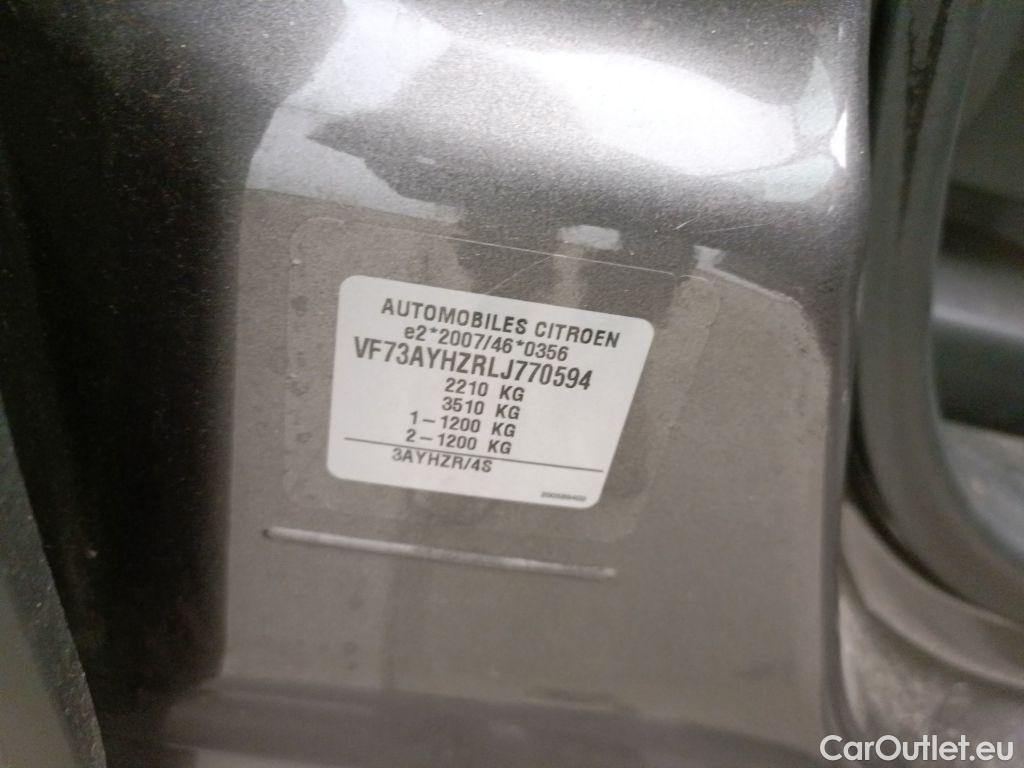 AUTOMOBILES CITROEN
e2*2007/46*0356
VF73AYHZRLJ770594
2210 KG
3510 KG
1-1200 KG
2-1200 KG
3AYHZR/4S
CarOutlet.eu